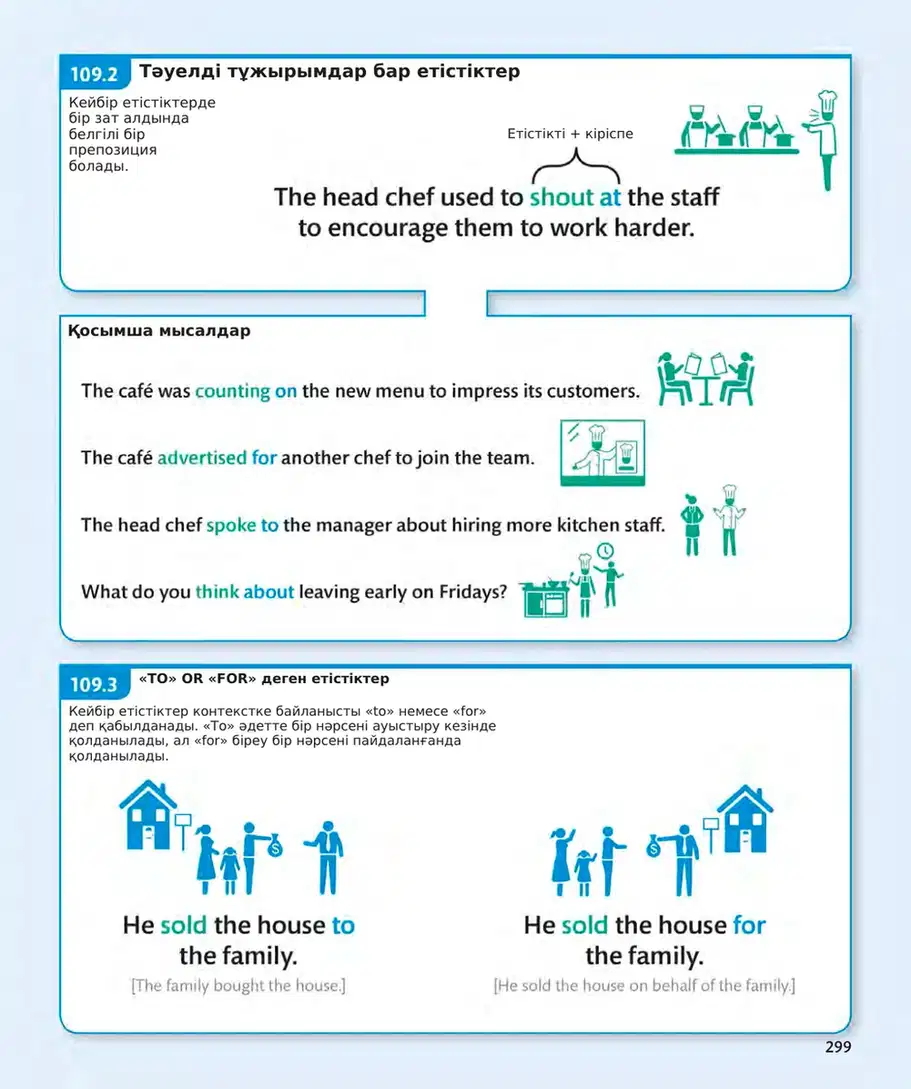 109.2 Тәуелді тұжырымдар бар етістіктер
Кейбір етістіктерде
бір зат алдында
белгілі бір
препозиция
болады.
Етістікті + кіріспе
The head chef used to shout at the staff
to encourage them to work harder.
Қосымша мысалдар
The café was counting on the new menu to impress its customers.
The café advertised for another chef to join the team.
The head chef spoke to the manager about hiring more kitchen staff.
What do you think about leaving early on Fridays?
109.3 «TO» OR «FOR» деген етістіктер
Кейбір етістіктер контекстке байланысты «to» немесе «for»
деп қабылданады. «To» әдетте бір нәрсені ауыстыру кезінде
қолданылады, ал «for» біреу бір нәрсені пайдаланғанда
қолданылады.
$
$
He sold the house to
the family.
[The family bought the house.]
He sold the house for
the family.
[He sold the house on behalf of the family.]
299